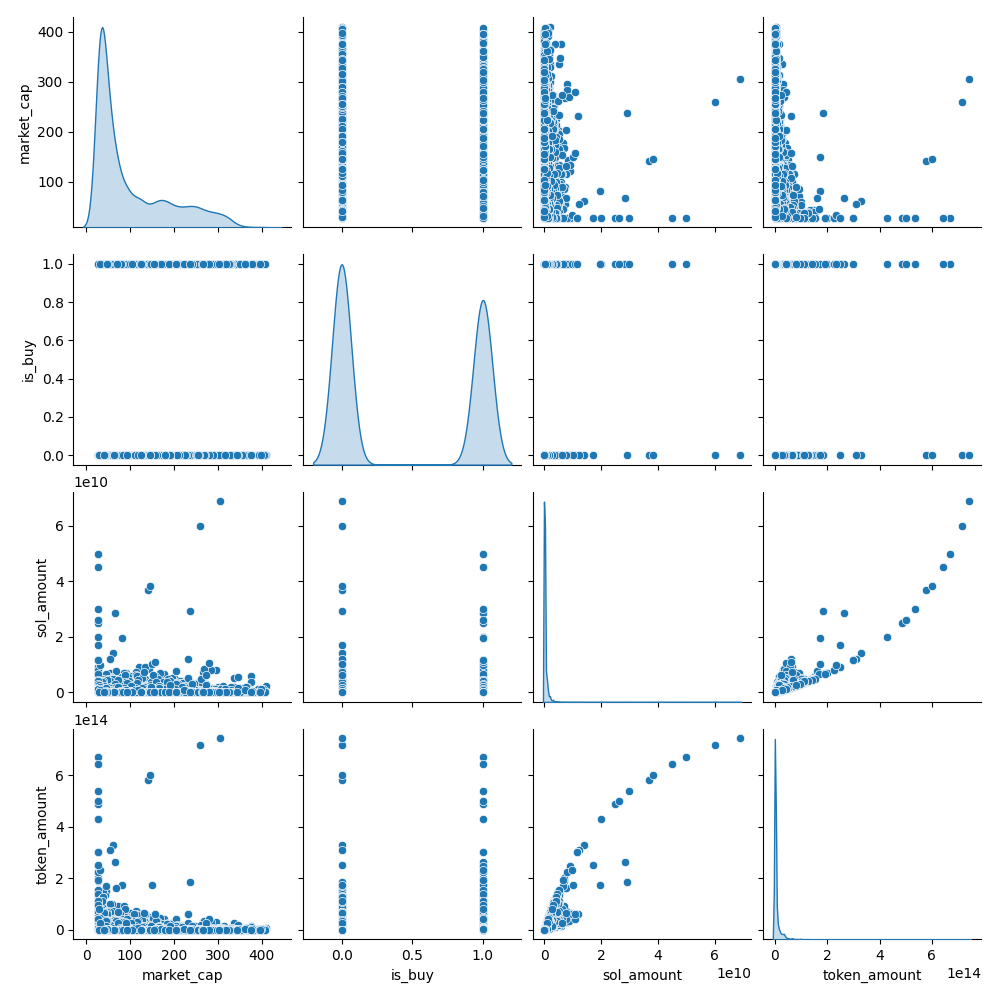 400
300
200
100
market_cap
1.0
0.8
0.6
0.4
0.2
0.0
is_buy
1e10
6
4
2
0
sol_amount
1e14
6
4
2
0
token_amount
0 100 200 300 400
0.0 0.5 1.0
0 2 4 6
0 2 4 6
1e10
1e14
market_cap is_buy sol_amount token_amount